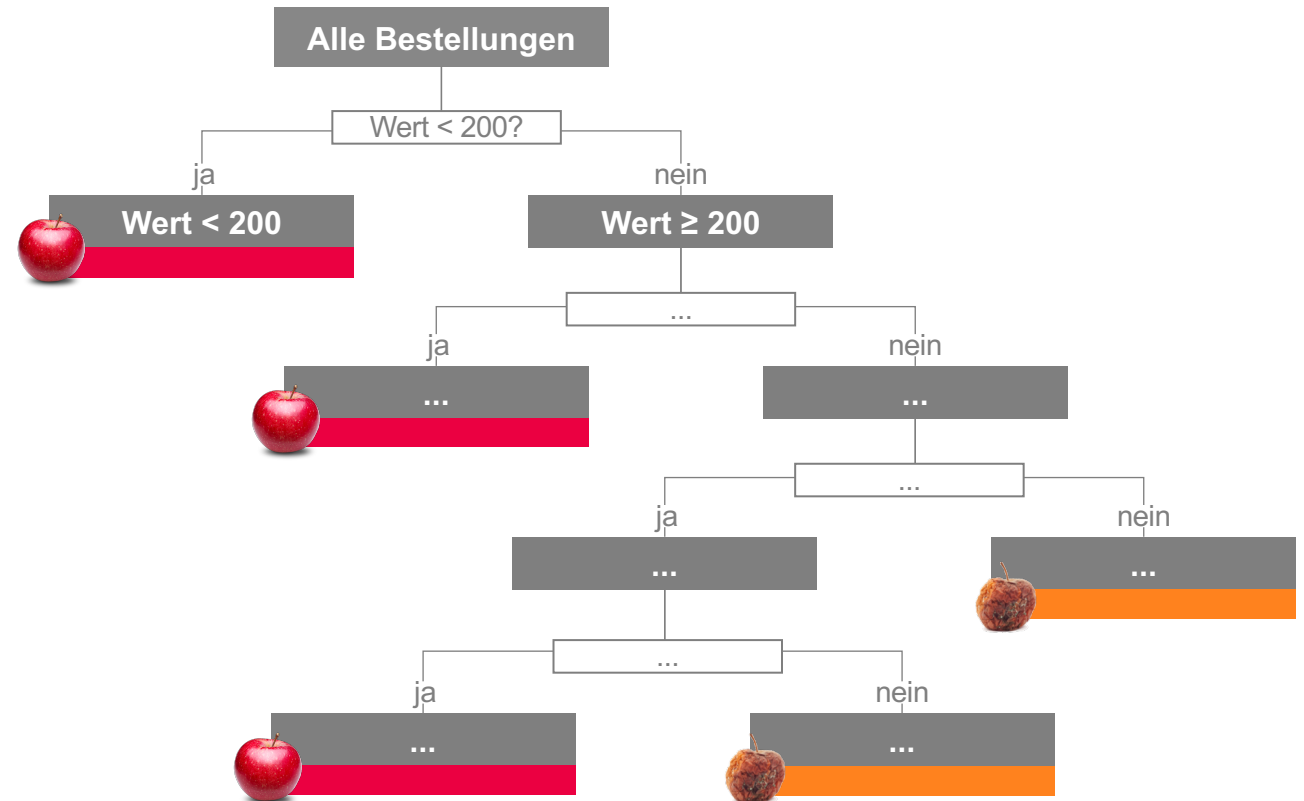 Alle Bestellungen
Wert < 200?
ja
nein
Wert < 200
Wert ≥ 200
...
ja
nein
...
...
...
ja
nein
...
...
...
ja
nein
...
...